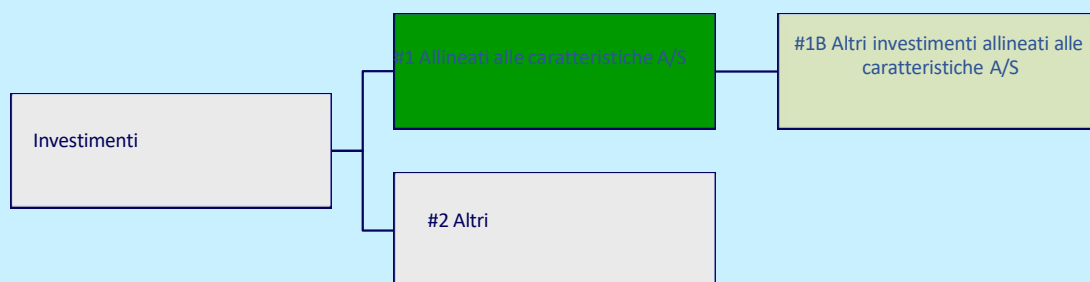 #1 Allineati alle caratteristiche A/S
#1B Altri investimenti allineati alle
caratteristiche A/S
Investimenti
#2 Altri